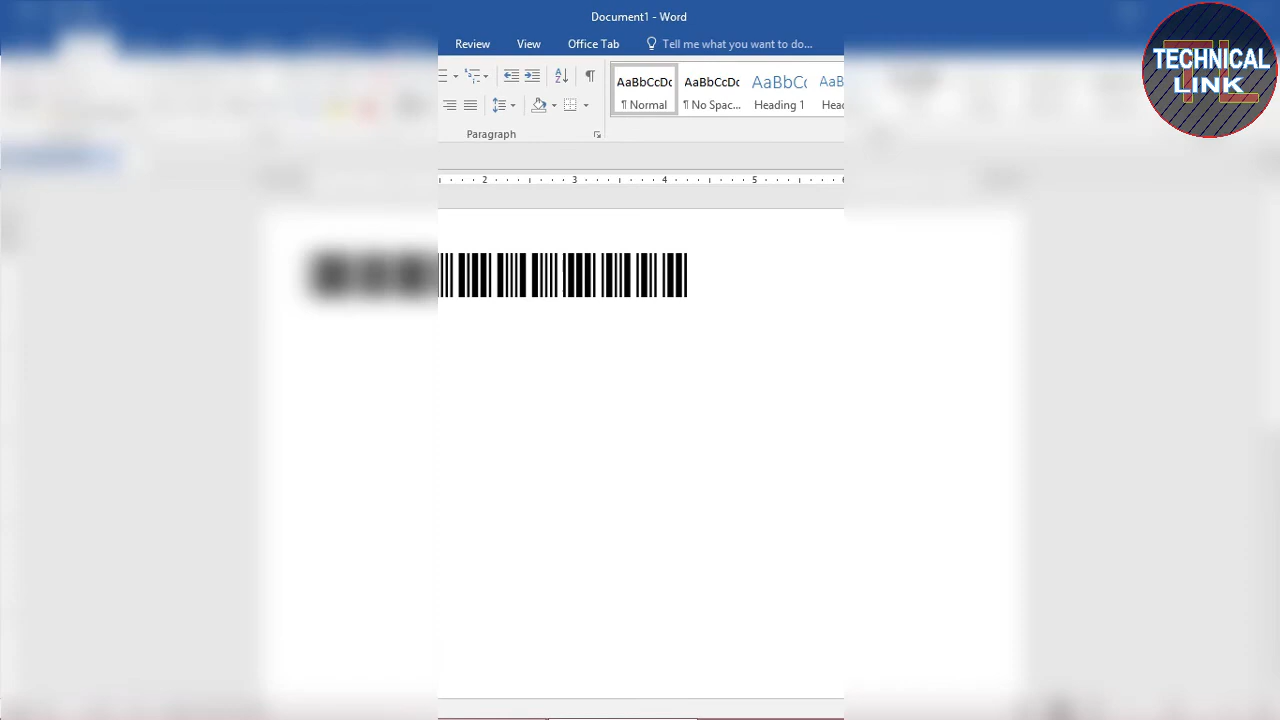 Document1 - Word
Review View Office Tab Tell me what you want to do...
AaBbCcDc AaBbCcDc AaBbCc AaBb
¶ Normal ¶ No Spac... Heading 1 Head
Paragraph
2 3 4 5
TECHNICAL
LINK